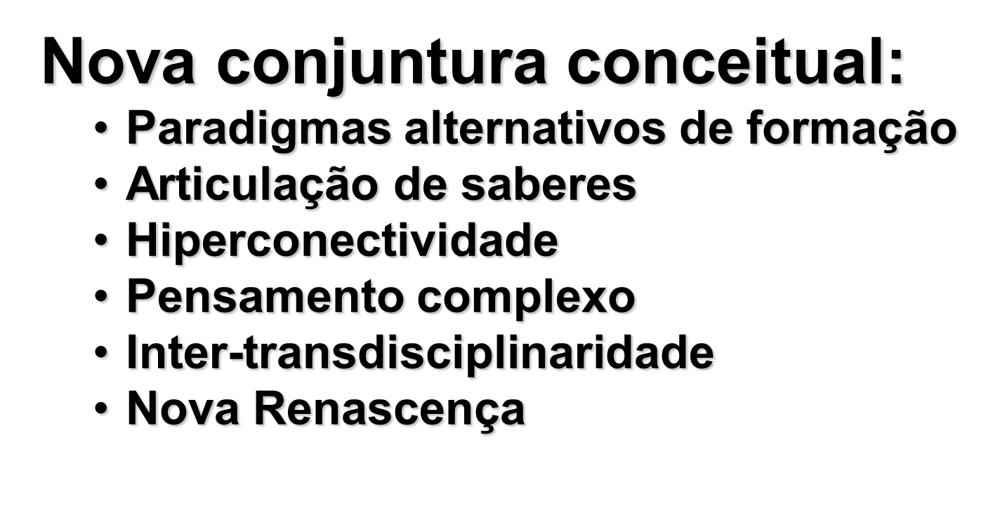 Nova conjuntura conceitual:
• Paradigmas alternativos de formação
• Articulação de saberes
• Hiperconectividade
• Pensamento complexo
• Inter-transdisciplinaridade
• Nova Renascença